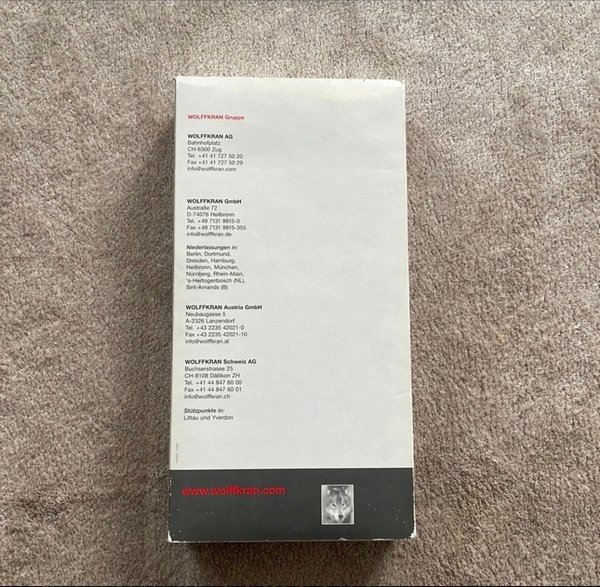 WOLFFKRAN Gruppe
WOLFFKRAN AG
Bahnhofplatz
CH-6300 Zug
Tel. +41 41 727 50 20
Fax +41 41 727 50 29
info@wolffkran.com
WOLFFKRAN GmbH
Austraße 72
D-74076 Heilbronn
Tel. +49 7131 9815-0
Fax +49 7131 9815-355
info@wolffkran.de
Niederlassungen in:
Berlin, Dortmund,
Dresden, Hamburg,
Heilbronn, München,
Nürnberg, Rhein-Main,
's-Hertogenbosch (NL),
Sint-Amands (B)
WOLFFKRAN Austria GmbH
Neubaugasse 5
A-2326 Lanzendorf
Tel. +43 2235 42021-0
Fax +43 2235 42021-10
info@wolffkran.at
WOLFFKRAN Schweiz AG
Buchserstrasse 25
CH-8108 Dällikon ZH
Tel. +41 44 847 60 00
Fax +41 44 847 60 01
info@wolffkran.ch
Stützpunkte in:
Littau und Yverdon
www.wolffkran.com